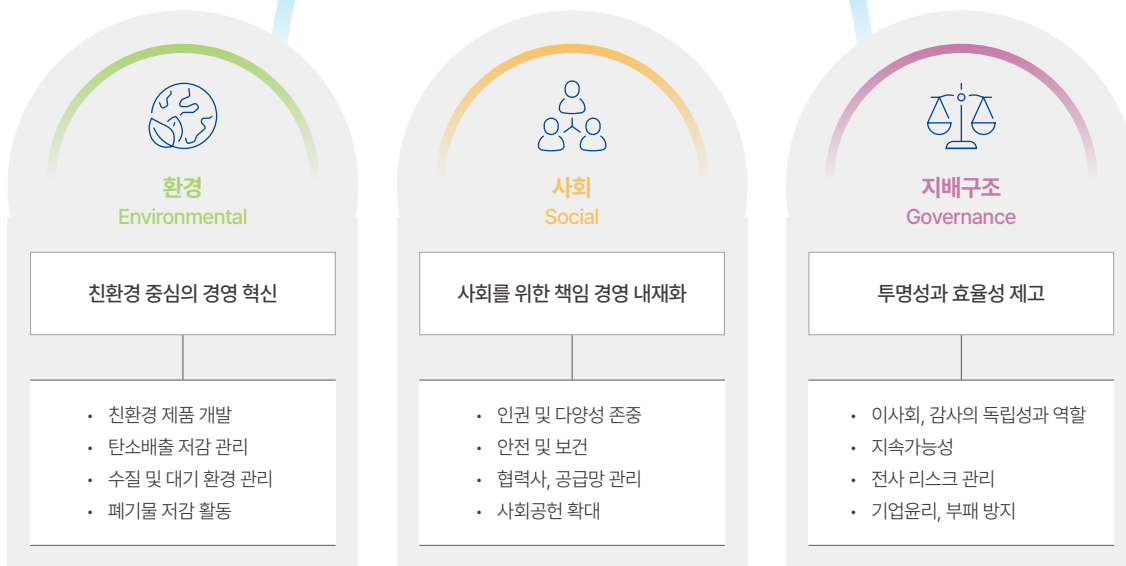 환경
Environmental
친환경 중심의 경영 혁신
• 친환경 제품 개발
• 탄소배출 저감 관리
• 수질 및 대기 환경 관리
• 폐기물 저감 활동
사회
Social
사회를 위한 책임 경영 내재화
• 인권 및 다양성 존중
• 안전 및 보건
• 협력사, 공급망 관리
• 사회공헌 확대
지배구조
Governance
투명성과 효율성 제고
• 이사회, 감사의 독립성과 역할
• 지속가능성
• 전사 리스크 관리
• 기업윤리, 부패 방지